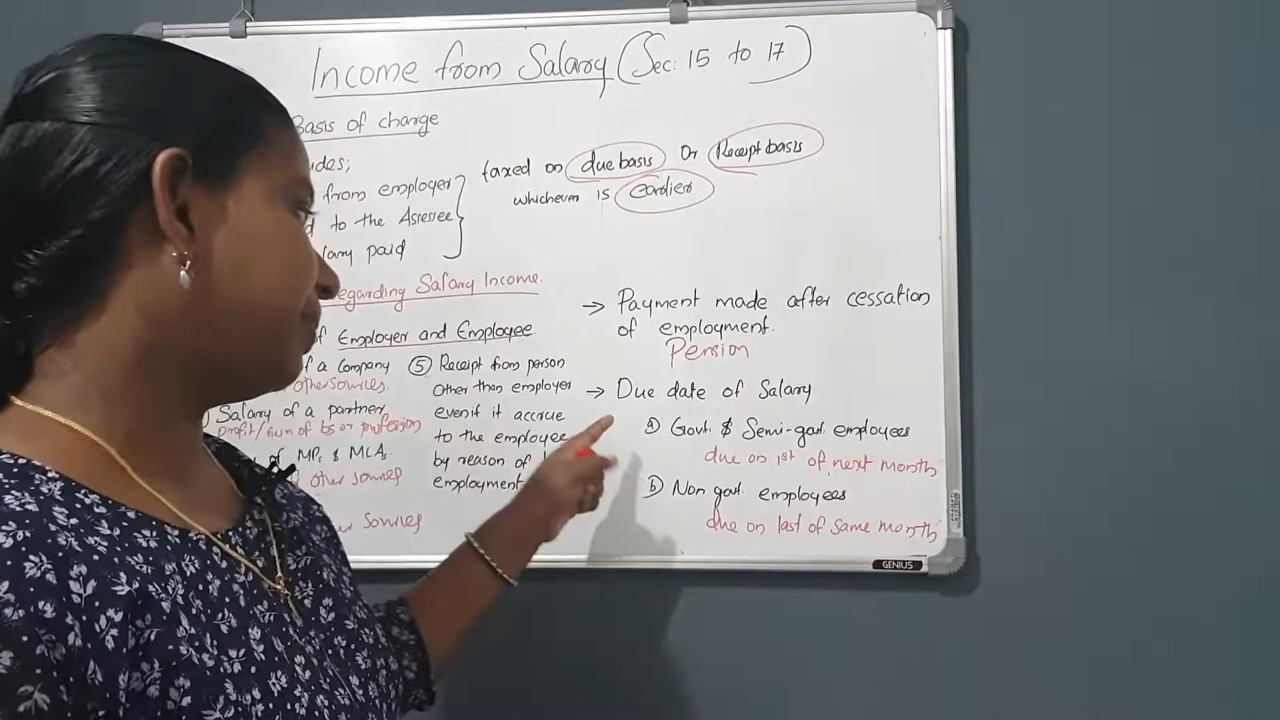 Income from Salary (Sec: 15 to 17)
Basis of charge
udes;
from employer
d to the Assessee
lary paid
taxed on due basis Or Receipt basis
whichever is earlier
egarding Salary Income.
of Employer and Employee.
of a Company
other sources.
Salary of a partner
profit/Gain of bs or profession
of MPs & MLAs.
other sources
er sources
⑤ Receipt from person
other than employer
even if it accrue
to the employee
by reason of
employment
→ Payment made after cessation
of employment.
Pension
→ Due date of Salary
a) Govt. & Semi-govt. employees
due on 1st of next month
b) Non govt. employees
due on last of same month
GENIUS